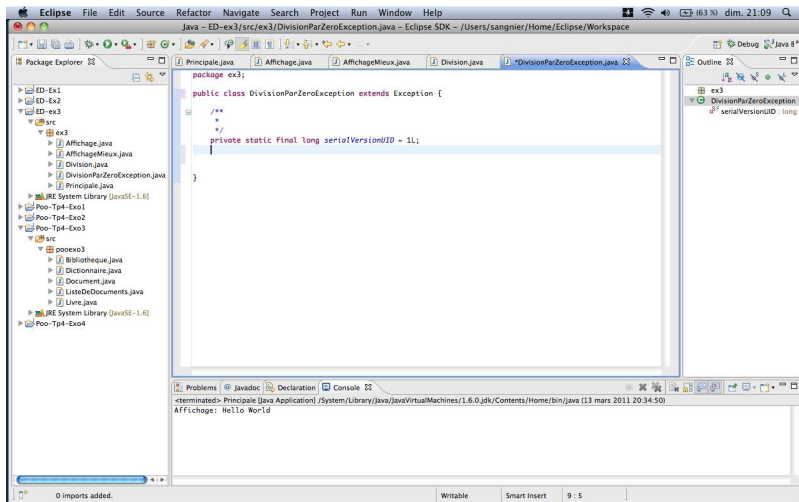 Eclipse File Edit Source Refactor Navigate Search Project Run Window Help (63 %) dim. 21:09
Java – ED-ex3/src/ex3/DivisionParZeroException.java – Eclipse SDK – /Users/sangnier/Home/Eclipse/Workspace
Debug Java
Package Explorer
ED-Ex1
ED-Ex2
ED-ex3
src
ex3
Affichage.java
AffichageMieux.java
Division.java
DivisionParZeroException.java
Principale.java
JRE System Library [JavaSE-1.6]
Poo-Tp4-Exo1
Poo-Tp4-Exo2
Poo-Tp4-Exo3
src
pooexo3
Bibliotheque.java
Dictionnaire.java
Document.java
ListeDeDocuments.java
Livre.java
JRE System Library [JavaSE-1.6]
Poo-Tp4-Exo4
Principale.java Affichage.java AffichageMieux.java Division.java *DivisionParZeroException.java
package ex3;
public class DivisionParZeroException extends Exception {
/**
*
*/
private static final long serialVersionUID = 1L;
}
Outline
ex3
DivisionParZeroException
serialVersionUID : long
Problems Javadoc Declaration Console
<terminated> Principale [Java Application] /System/Library/Java/JavaVirtualMachines/1.6.0.jdk/Contents/Home/bin/java (13 mars 2011 20:34:50)
Affichage: Hello World
0 imports added. Writable Smart Insert 9 : 5